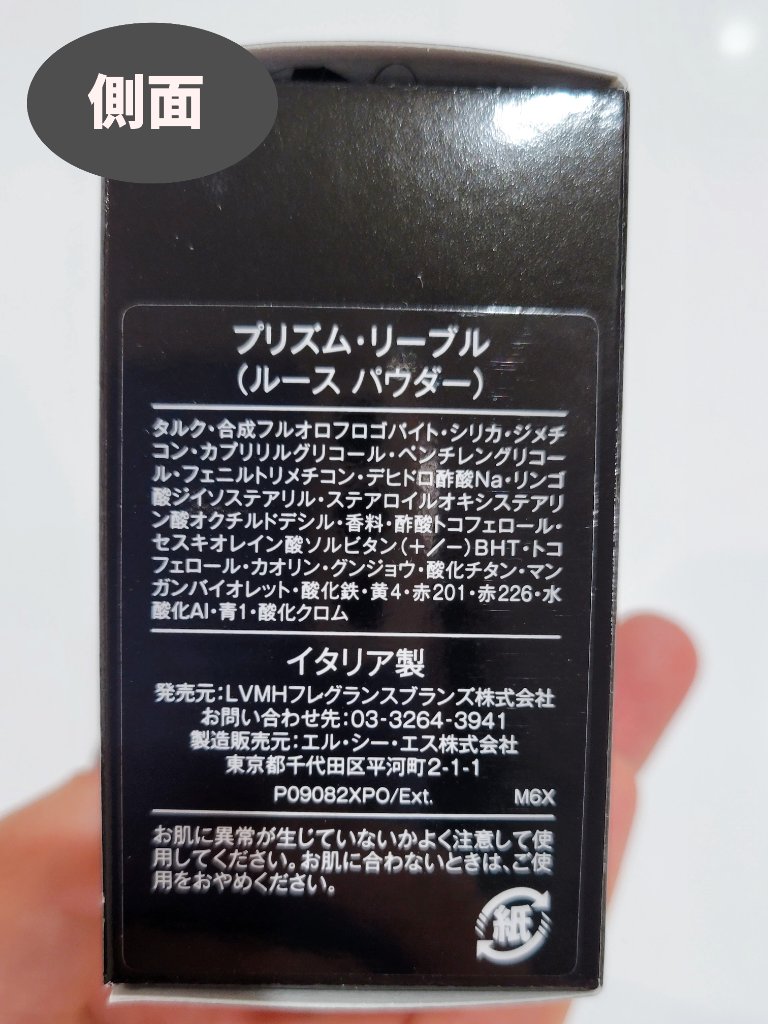 側面
プリズム・リーブル
(ルース パウダー)
タルク・合成フルオロフロゴパイト・シリカ・ジメチ
コン・カプリリルグリコール・ペンチレングリコー
ル・フェニルトリメチコン・デヒドロ酢酸Na・リンゴ
酸ジイソステアリル・ステアロイルオキシステアリ
ン酸オクチルドデシル・香料・酢酸トコフェロール・
セスキオレイン酸ソルビタン(+/−)BHT・トコ
フェロール・カオリン・グンジョウ・酸化チタン・マン
ガンバイオレット・酸化鉄・黄4・赤201・赤226・水
酸化Al・青1・酸化クロム
イタリア製
発売元:LVMHフレグランスブランズ株式会社
お問い合わせ先:03-3264-3941
製造販売元:エル・シー・エス株式会社
東京都千代田区平河町2-1-1
P09082XPO/Ext. M6X
お肌に異常が生じていないかよく注意して使
用してください。お肌に合わないときは、ご使
用をおやめください。
紙